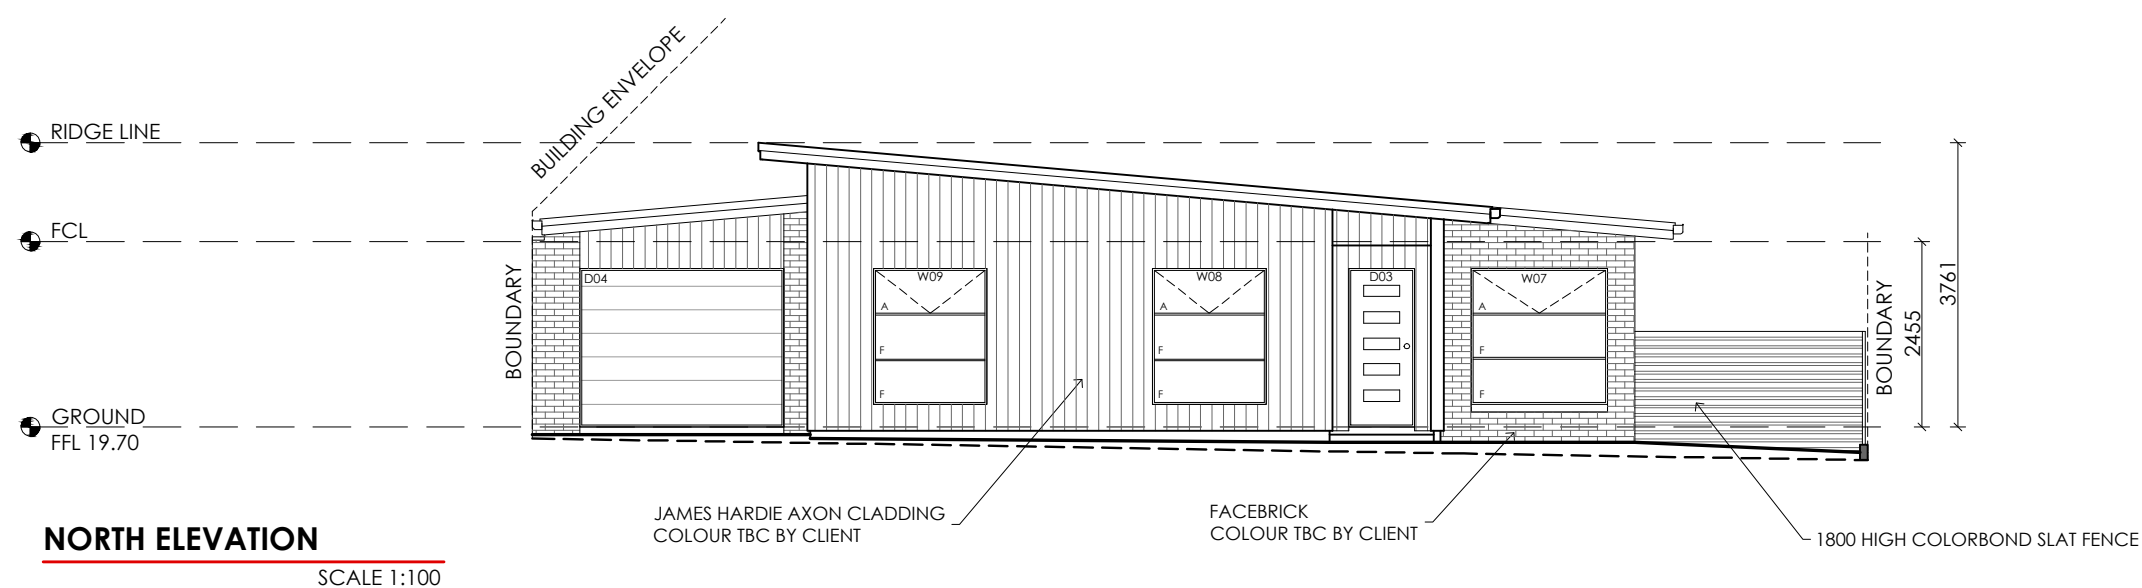 BUILDING ENVELOPE
RIDGE LINE
FCL
BOUNDARY
D04
W09
A
F
F
W08
A
F
F
D03
W07
A
F
F
BOUNDARY
2455
3761
GROUND
FFL 19.70
JAMES HARDIE AXON CLADDING
COLOUR TBC BY CLIENT
FACEBRICK
COLOUR TBC BY CLIENT
1800 HIGH COLORBOND SLAT FENCE
NORTH ELEVATION
SCALE 1:100